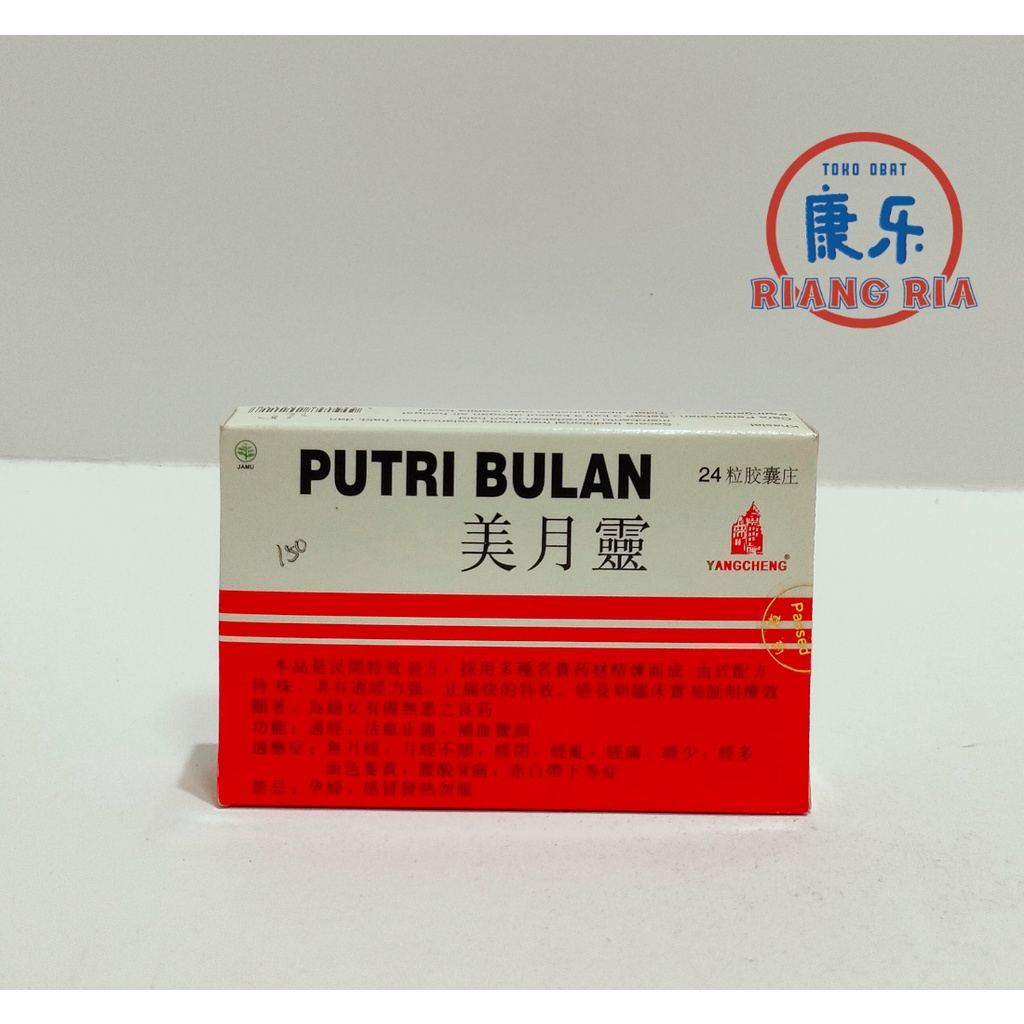 TOKO OBAT
康乐
RIANG RIA
JAMU
PUTRI BULAN
24粒胶囊庄
美月靈
150
YANGCHENG®
Passed
本品是民間特效验方，採用多種名貴药材精煉而成 由於配方
特殊，具有通經力强、止痛快的特效。經長期臨床實验証明療效
顯著，為婦女有備無患之良药
功能：通經，活血止痛，補血養顔
適應症：無月經，月經不順，經閉，經亂，經痛，經少，經多
面色萎黃，腰酸背痛，赤白帶下等症
禁忌：孕婦，感冒發熱勿服